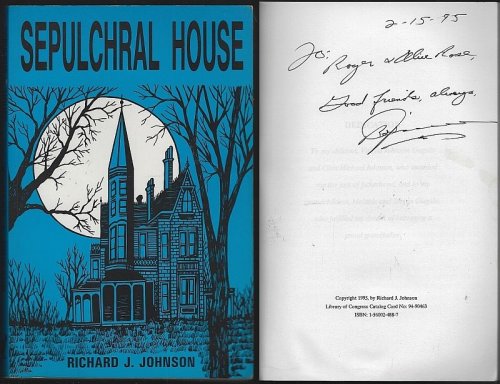 SEPULCHRAL HOUSE
RICHARD J. JOHNSON
2-15-95
To:
Roger & Olive Rose,
Good friends, always,
Copyright 1995, by Richard J. Johnson
Library of Congress Catalog Card No: 94-90463
ISBN: 1-56002-488-7